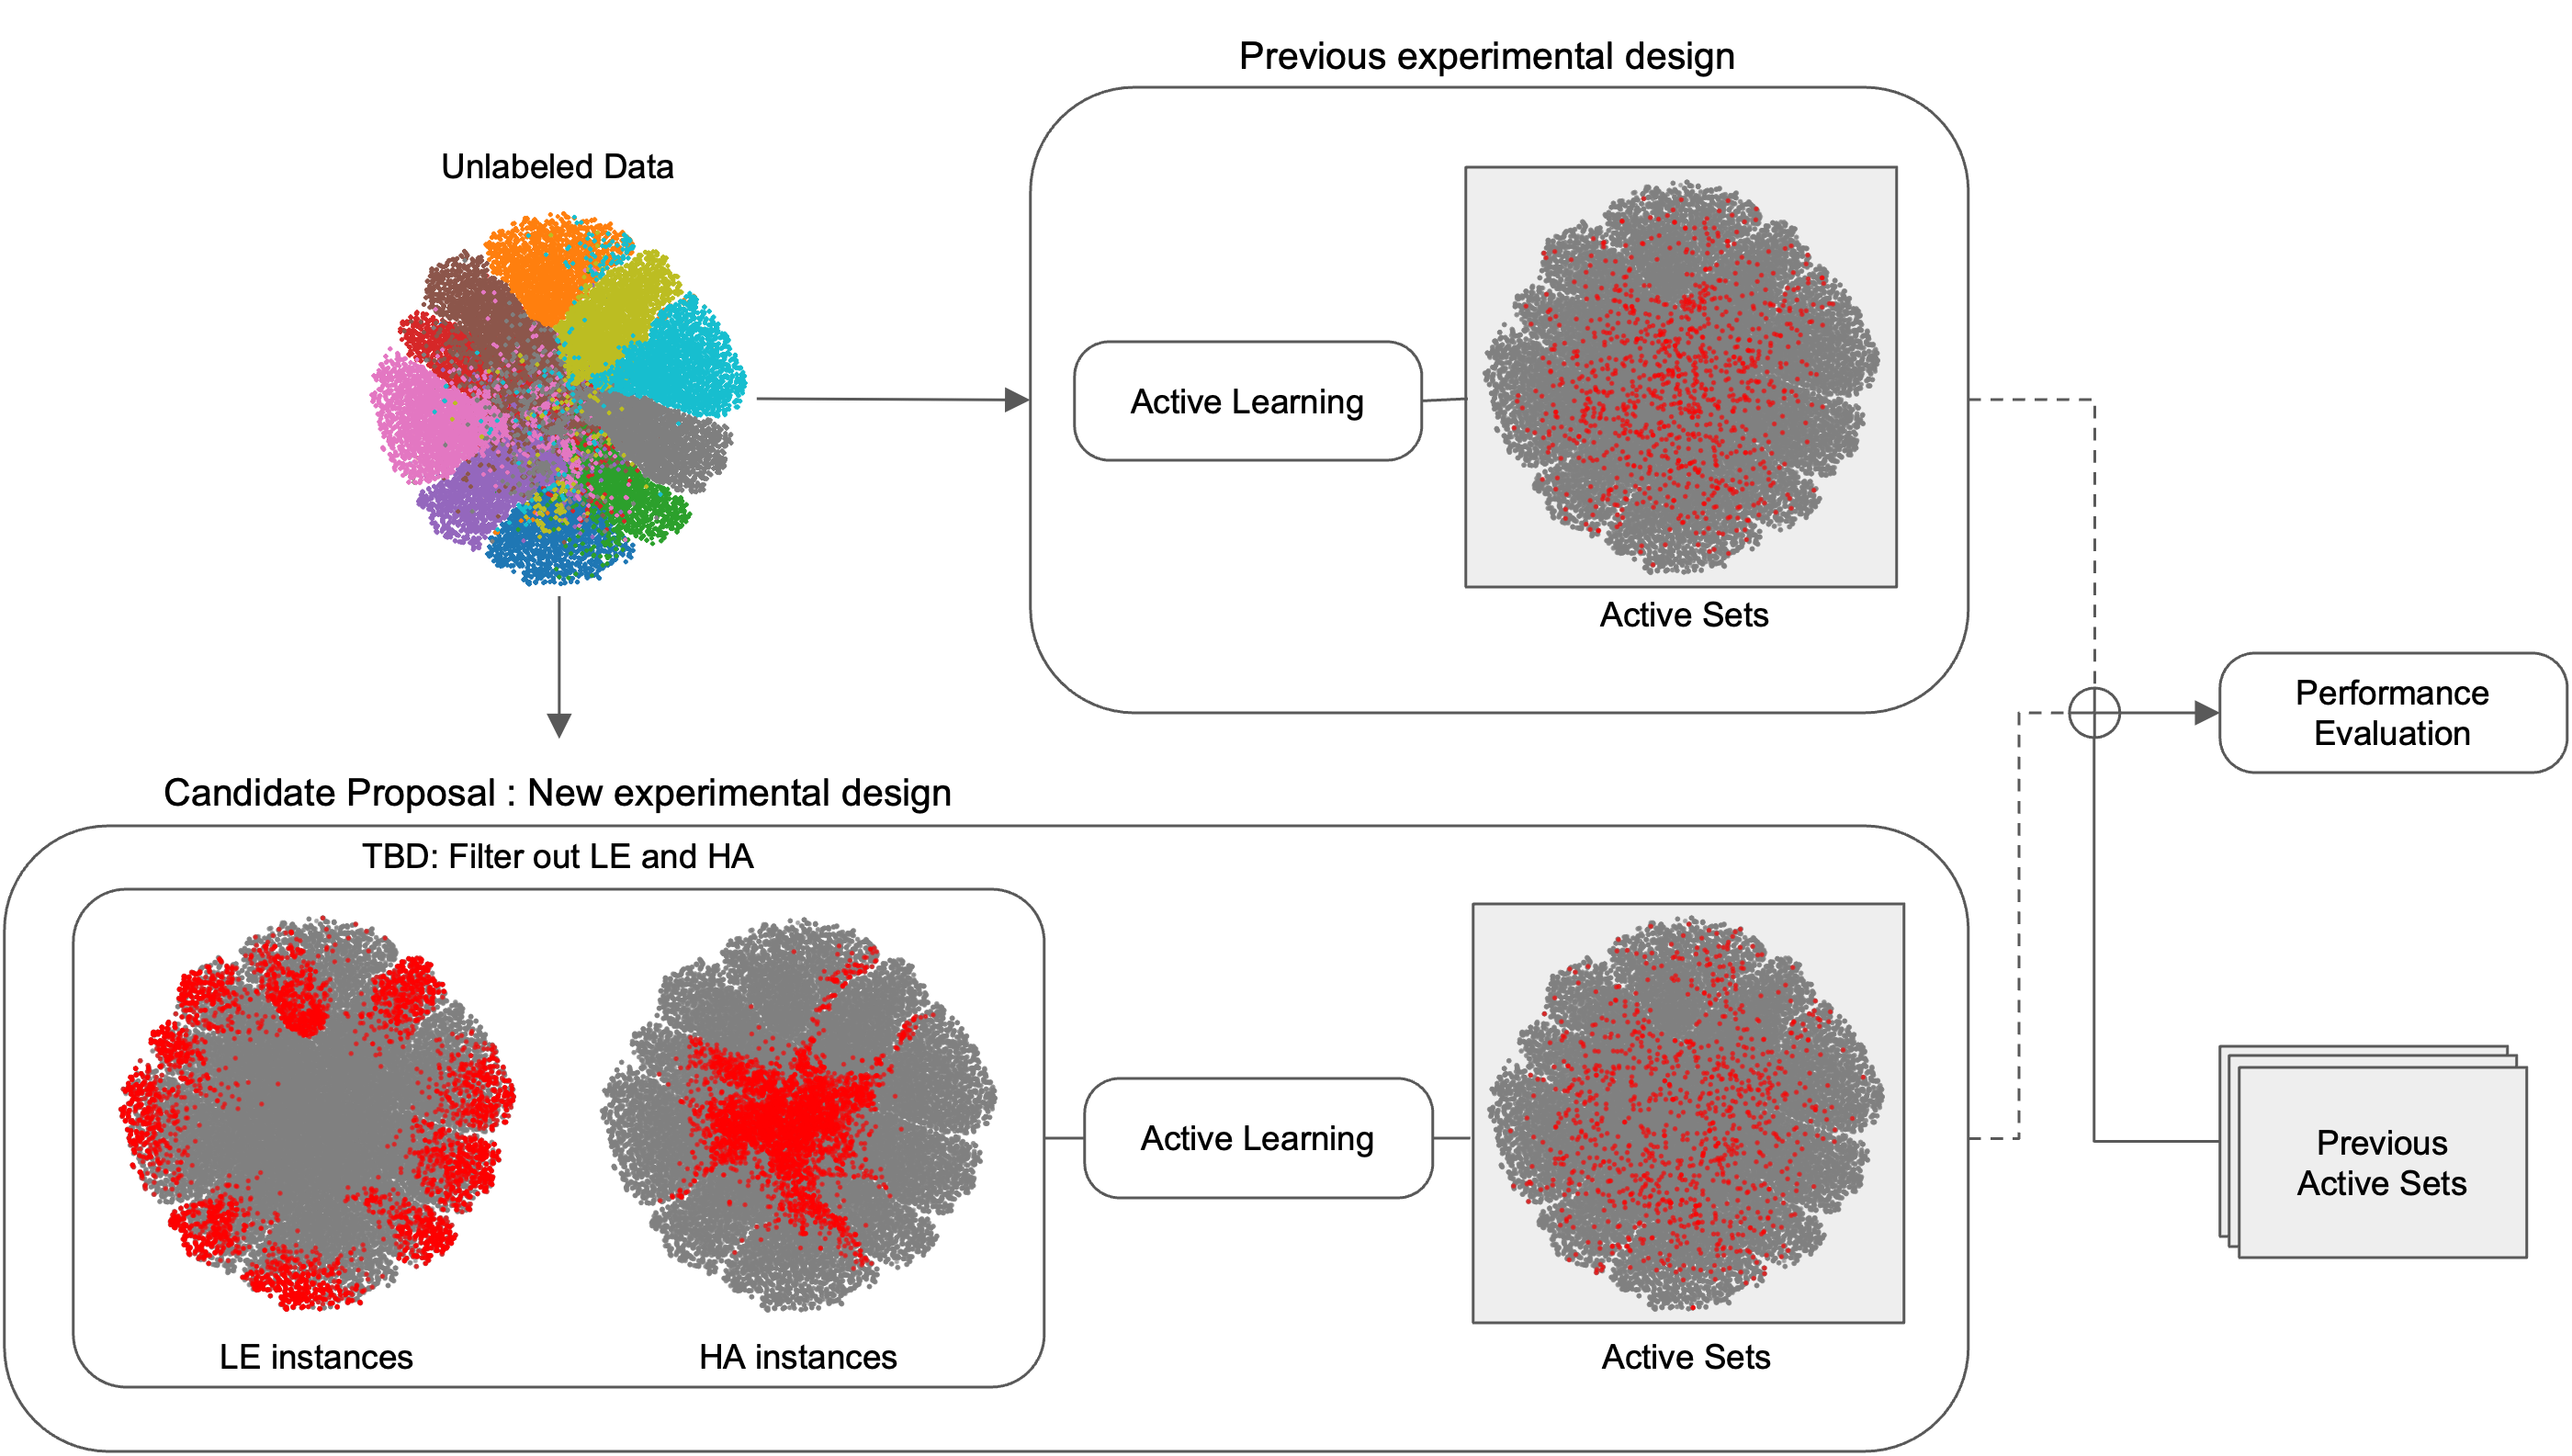 Previous experimental design
Unlabeled Data
Active Learning
Active Sets
Performance
Evaluation
Candidate Proposal : New experimental design
TBD: Filter out LE and HA
LE instances
HA instances
Active Learning
Active Sets
Previous
Active Sets